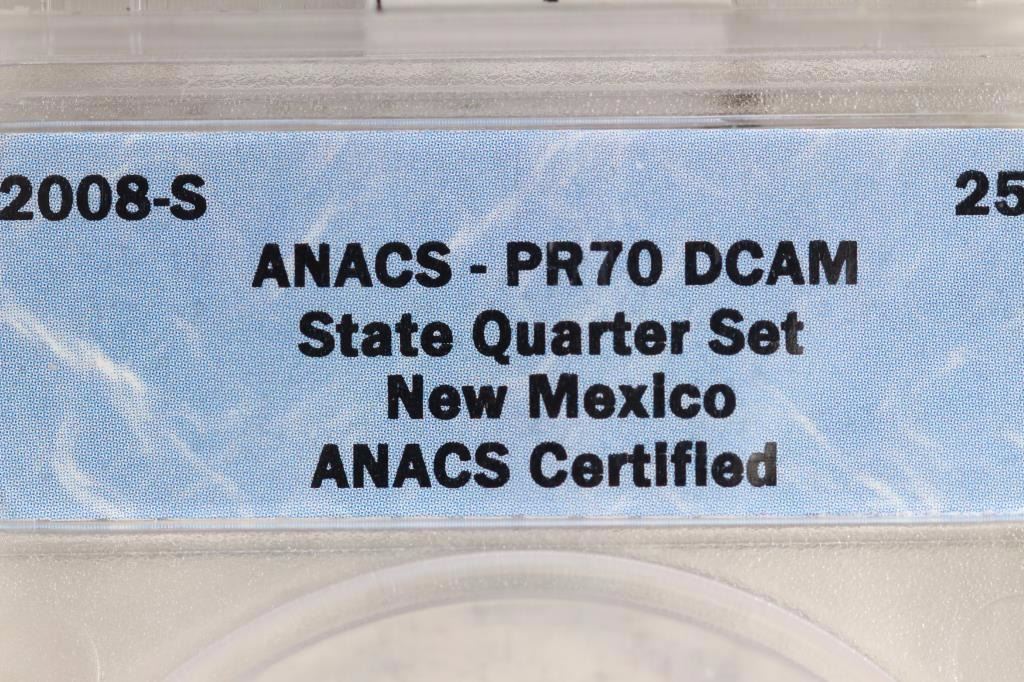 2008-S 25
ANACS - PR70 DCAM
State Quarter Set
New Mexico
ANACS Certified